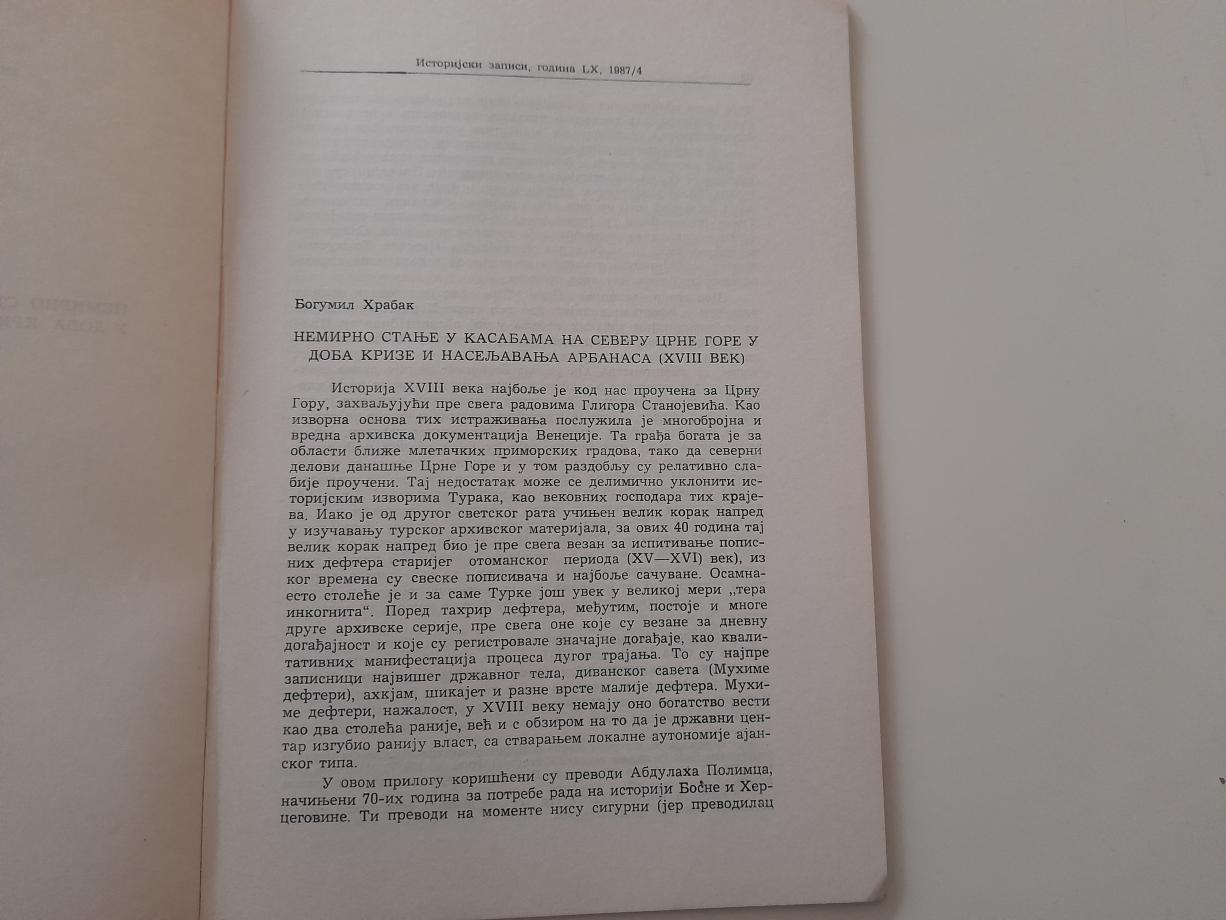 Историјски записи, година LX, 1987/4
Богумил Храбак
НЕМИРНО СТАЊЕ У КАСАБАМА НА СЕВЕРУ ЦРНЕ ГОРЕ У
ДОБА КРИЗЕ И НАСЕЉАВАЊА АРБАНАСА (XVIII ВЕК)
Историја XVIII века најбоље је код нас проучена за Црну
Гору, захваљујући пре свега радовима Глигора Станојевића. Као
изворна основа тих истраживања послужила је многобројна и
вредна архивска документација Венеције. Та грађа богата је за
области ближе млетачких приморских градова, тако да северни
делови данашње Црне Горе и у том раздобљу су релативно сла-
бије проучени. Тај недостатак може се делимично уклонити ис-
торијским изворима Турака, као вековних господара тих краје-
ва. Иако је од другог светског рата учињен велик корак напред
у изучавању турског архивског материјала, за ових 40 година тај
велик корак напред био је пре свега везан за испитивање попис-
них дефтера старијег отоманског периода (XV—XVI) век), из
ког времена су свеске пописивача и најбоље сачуване. Осамна-
есто столеће је и за саме Турке још увек у великој мери „тера
инкогнита“. Поред тахрир дефтера, међутим, постоје и многе
друге архивске серије, пре свега оне које су везане за дневну
догађајност и које су регистровале значајне догађаје, као квали-
тативних манифестација процеса дугог трајања. То су најпре
записници највишег државног тела, диванског савета (Мухиме
дефтери), ахкјам, шикајет и разне врсте малије дефтера. Мухи-
ме дефтери, нажалост, у XVIII веку немају оно богатство вести
као два столећа раније, већ и с обзиром на то да је државни цен-
тар изгубио ранију власт, са стварањем локалне аутономије ајан-
ског типа.
У овом прилогу коришћени су преводи Абдулаха Полимца,
начињени 70-их година за потребе рада на историји Босне и Хер-
цеговине. Ти преводи на моменте нису сигурни (јер преводилац